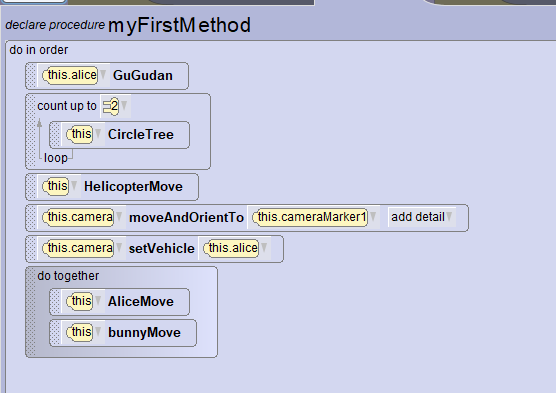 declare procedure myFirstMethod
do in order
this.alice GuGudan
count up to 2
this CircleTree
loop
this HelicopterMove
this.camera moveAndOrientTo this.cameraMarker1 add detail
this.camera setVehicle this.alice
do together
this AliceMove
this bunnyMove